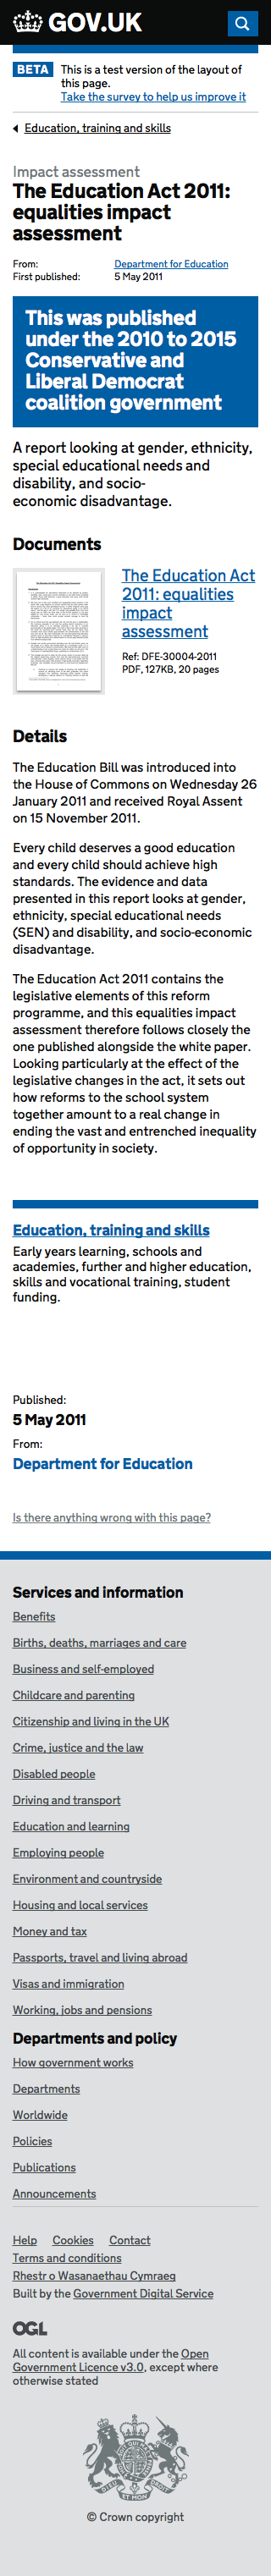 GOV.UK
BETA
This is a test version of the layout of
this page.
Take the survey to help us improve it
Education, training and skills
Impact assessment
The Education Act 2011:
equalities impact
assessment
From:
Department for Education
First published:
5 May 2011
This was published
under the 2010 to 2015
Conservative and
Liberal Democrat
coalition government
A report looking at gender, ethnicity,
special educational needs and
disability, and socio-
economic disadvantage.
Documents
The Education Act
2011: equalities
impact
assessment
Ref: DFE-30004-2011
PDF, 127KB, 20 pages
Details
The Education Bill was introduced into
the House of Commons on Wednesday 26
January 2011 and received Royal Assent
on 15 November 2011.
Every child deserves a good education
and every child should achieve high
standards. The evidence and data
presented in this report looks at gender,
ethnicity, special educational needs
(SEN) and disability, and socio-economic
disadvantage.
The Education Act 2011 contains the
legislative elements of this reform
programme, and this equalities impact
assessment therefore follows closely the
one published alongside the white paper.
Looking particularly at the effect of the
legislative changes in the act, it sets out
how reforms to the school system
together amount to a real change in
ending the vast and entrenched inequality
of opportunity in society.
Education, training and skills
Early years learning, schools and
academies, further and higher education,
skills and vocational training, student
funding.
Published:
5 May 2011
From:
Department for Education
Is there anything wrong with this page?
Services and information
Benefits
Births, deaths, marriages and care
Business and self-employed
Childcare and parenting
Citizenship and living in the UK
Crime, justice and the law
Disabled people
Driving and transport
Education and learning
Employing people
Environment and countryside
Housing and local services
Money and tax
Passports, travel and living abroad
Visas and immigration
Working, jobs and pensions
Departments and policy
How government works
Departments
Worldwide
Policies
Publications
Announcements
Help Cookies Contact
Terms and conditions
Rhestr o Wasanaethau Cymraeg
Built by the Government Digital Service
OGL
All content is available under the Open
Government Licence v3.0, except where
otherwise stated
© Crown copyright